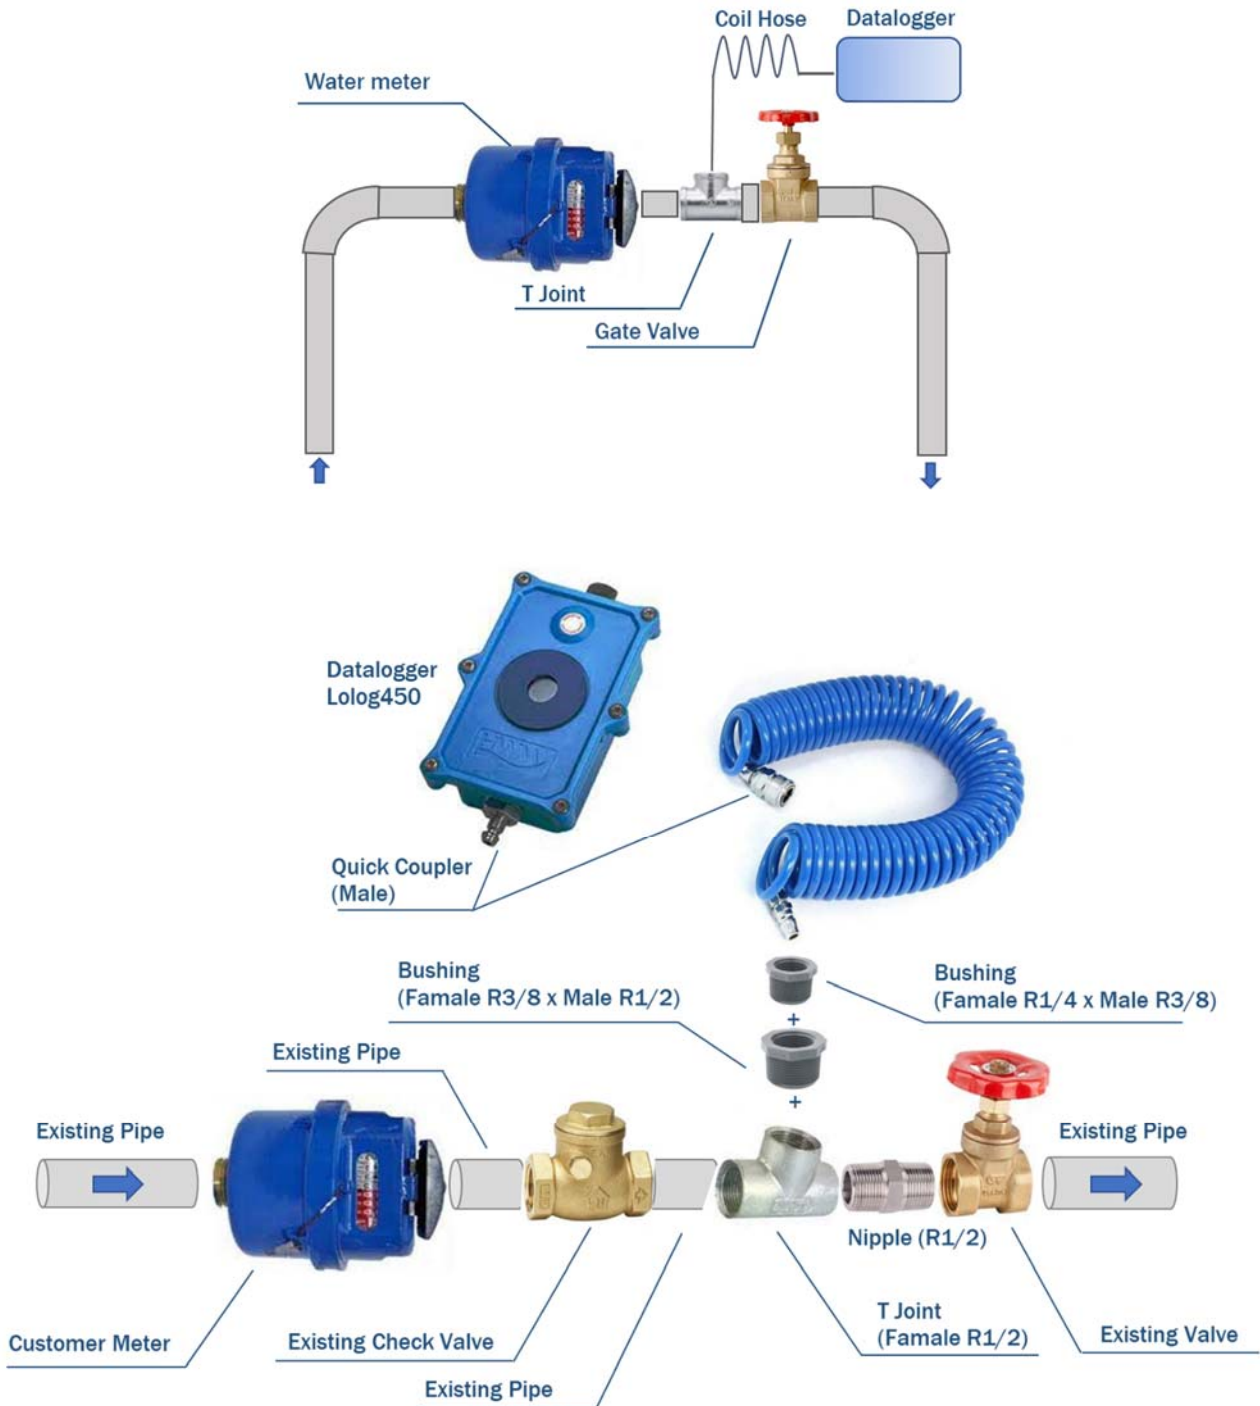 Coil Hose
Datalogger
Water meter
T Joint
Gate Valve
Datalogger
Lolog450
Quick Coupler
(Male)
Bushing
(Famale R3/8 x Male R1/2)
Bushing
(Famale R1/4 x Male R3/8)
Existing Pipe
Existing Pipe
Existing Pipe
Nipple (R1/2)
Customer Meter
Existing Check Valve
T Joint
(Famale R1/2)
Existing Valve
Existing Pipe